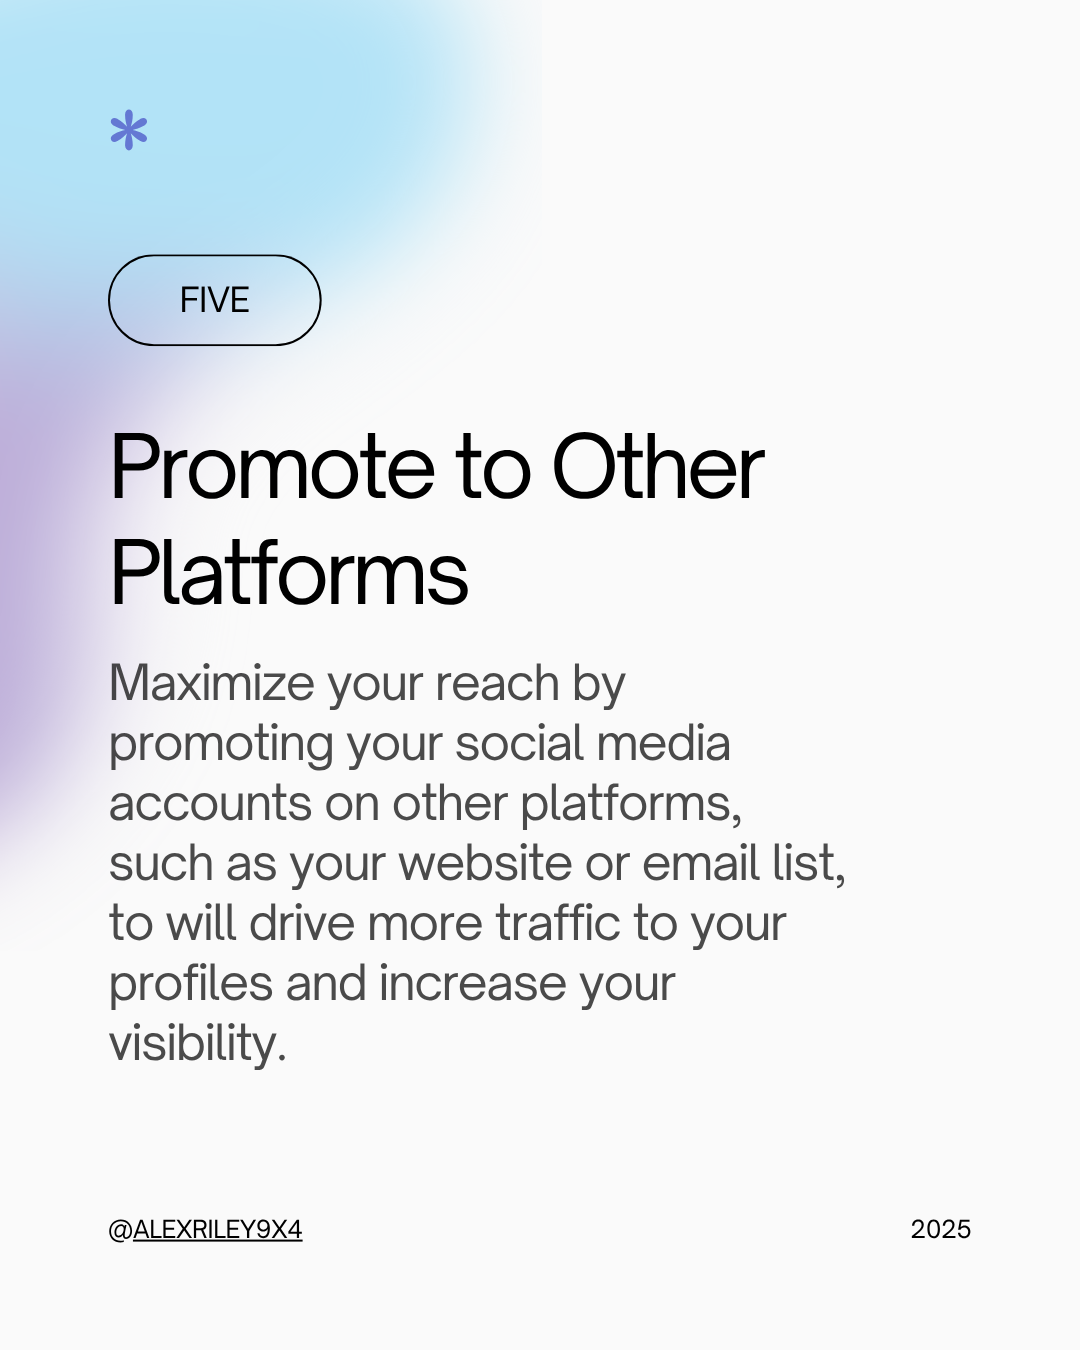 *
FIVE
Promote to Other
Platforms
Maximize your reach by
promoting your social media
accounts on other platforms,
such as your website or email list,
to will drive more traffic to your
profiles and increase your
visibility.
@ALEXRILEY9X4
2025